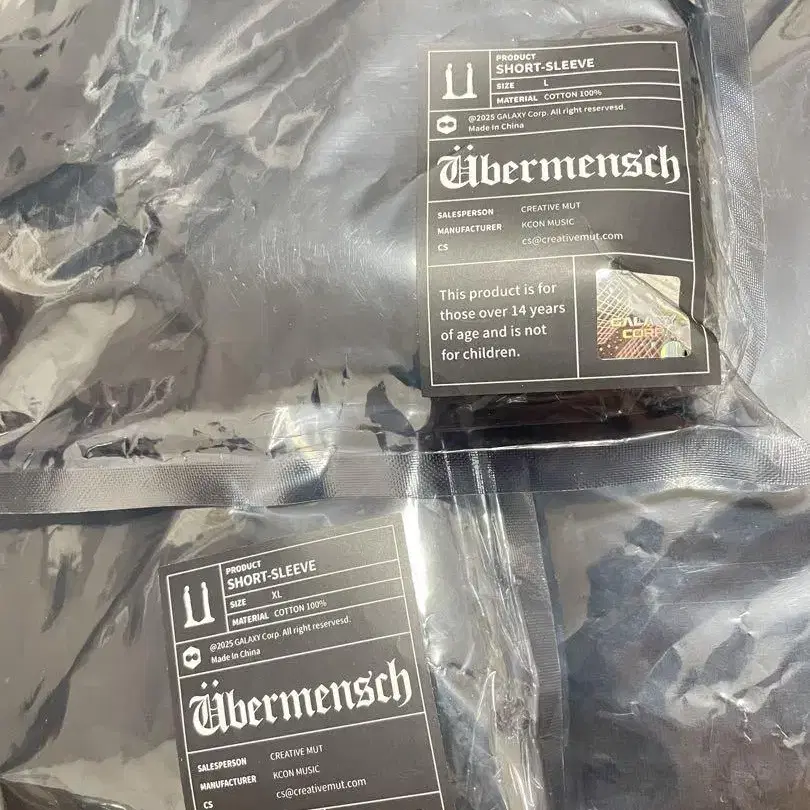 PRODUCT
SHORT-SLEEVE
SIZE L
MATERIAL COTTON 100%
@2025 GALAXY Corp. All right reservesd.
Made In China
Übermensch
SALESPERSON CREATIVE MUT
MANUFACTURER KCON MUSIC
CS cs@creativemut.com
This product is for
those over 14 years
of age and is not
for children.
GALAXY
CORP
PRODUCT
SHORT-SLEEVE
SIZE XL
MATERIAL COTTON 100%
@2025 GALAXY Corp. All right reservesd.
Made In China
Übermensch
SALESPERSON CREATIVE MUT
MANUFACTURER KCON MUSIC
CS cs@creativemut.com